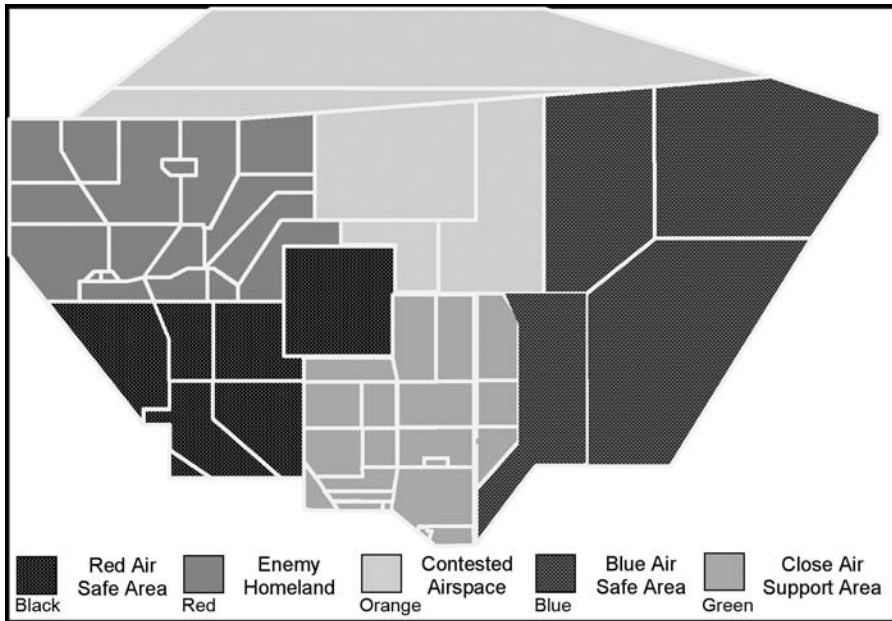 Red Air
Safe Area
Black
Enemy
Homeland
Red
Contested
Airspace
Orange
Blue Air
Safe Area
Blue
Close Air
Support Area
Green